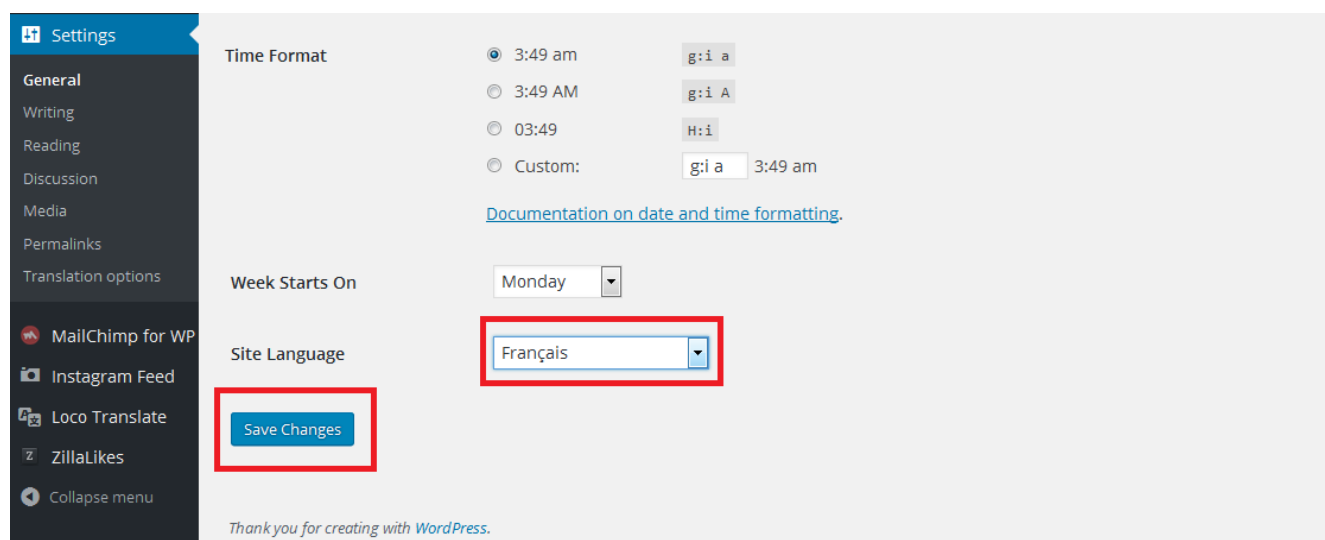 Settings
General
Writing
Reading
Discussion
Media
Permalinks
Translation options
MailChimp for WP
Instagram Feed
Loco Translate
Z ZillaLikes
Collapse menu
Time Format
3:49 am g:i a
3:49 AM g:i A
03:49 H:i
Custom: g:i a 3:49 am
Documentation on date and time formatting.
Week Starts On Monday
Site Language Français
Save Changes
Thank you for creating with WordPress.